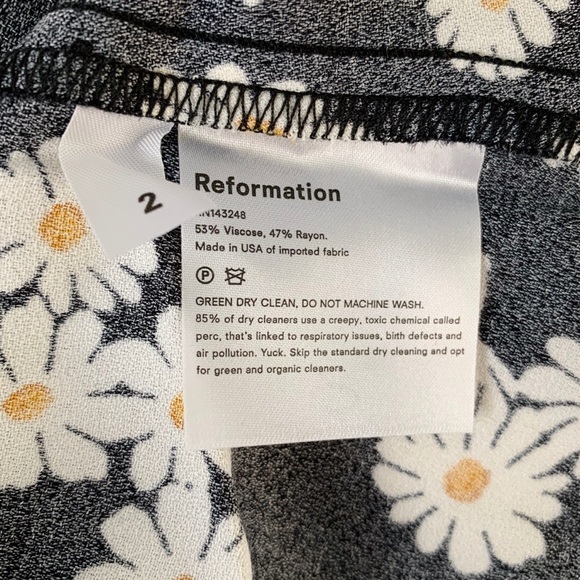 2
Reformation
N143248
53% Viscose, 47% Rayon.
Made in USA of imported fabric
P
GREEN DRY CLEAN, DO NOT MACHINE WASH.
85% of dry cleaners use a creepy, toxic chemical called
perc, that's linked to respiratory issues, birth defects and
air pollution. Yuck. Skip the standard dry cleaning and opt
for green and organic cleaners.